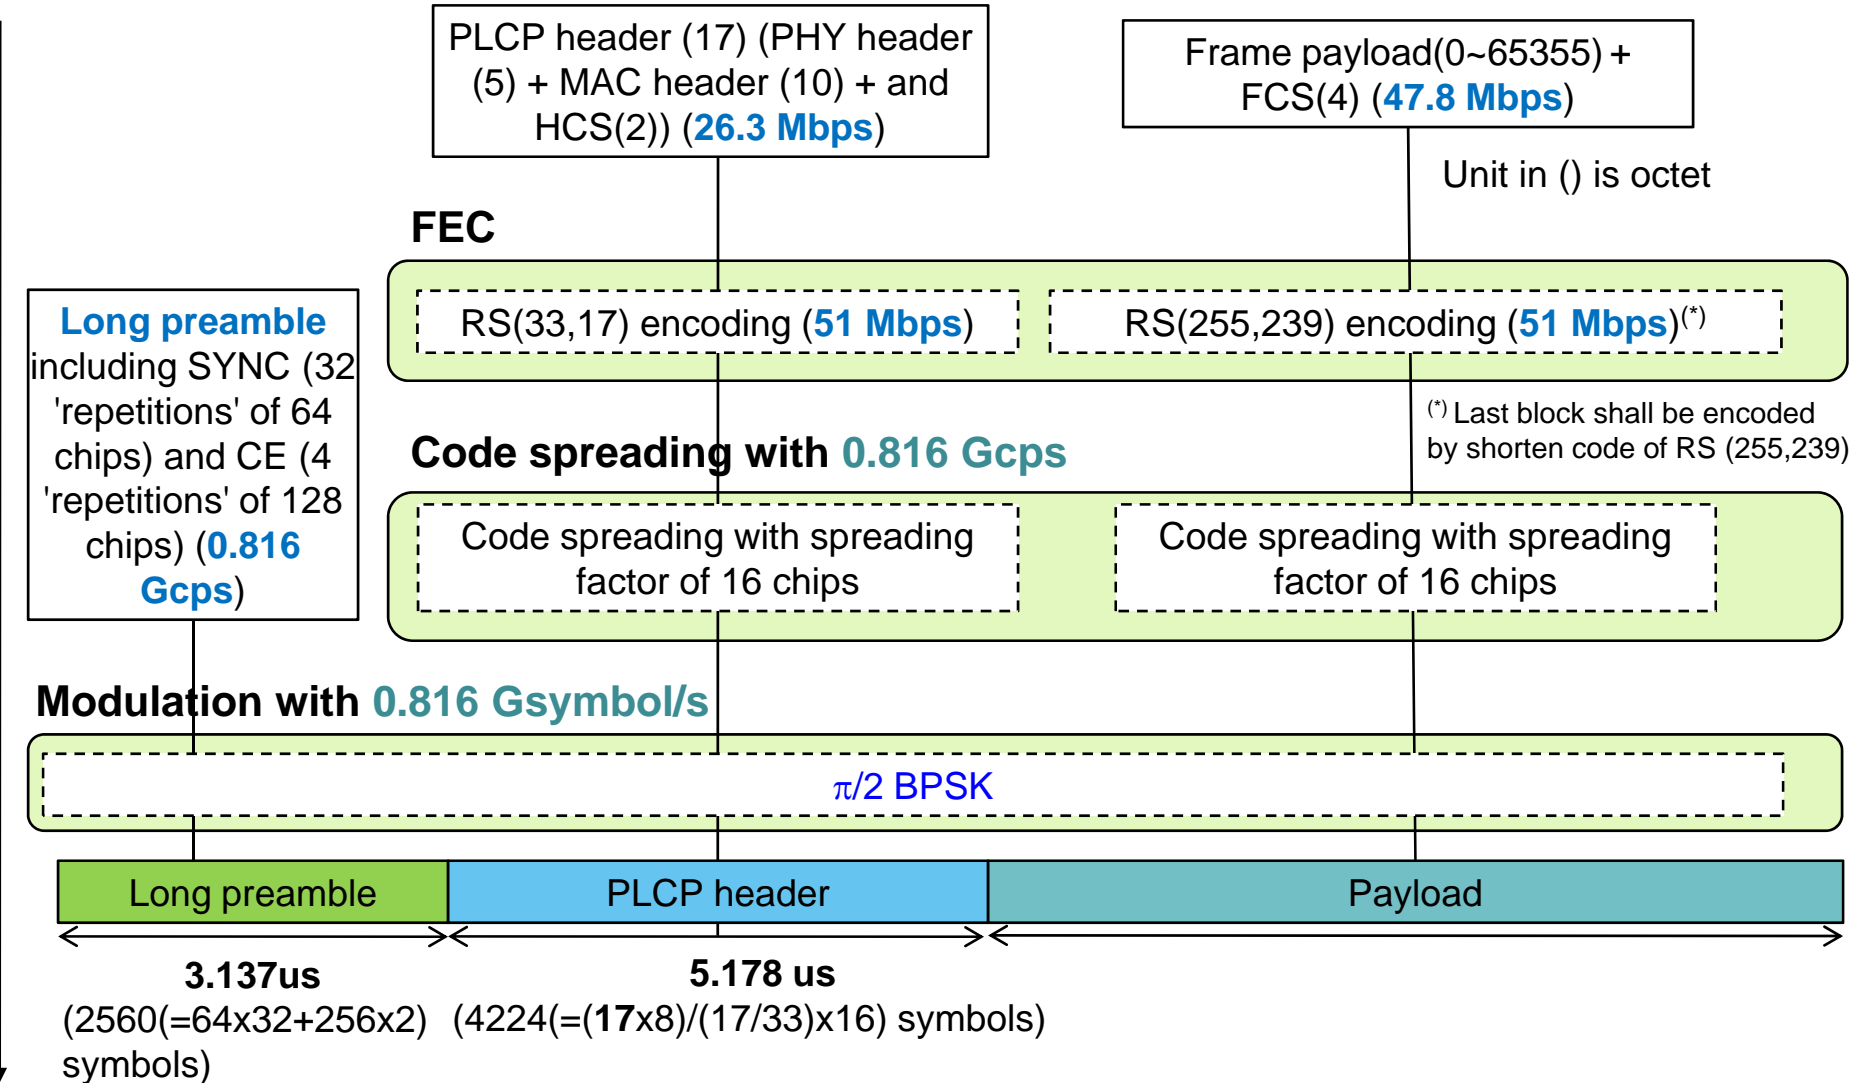 PLCP header (17) (PHY header
(5) + MAC header (10) + and
HCS(2)) (26.3 Mbps)
Frame payload(0~65355) +
FCS(4) (47.8 Mbps)
Unit in () is octet
FEC
RS(33,17) encoding (51 Mbps)
RS(255,239) encoding (51 Mbps)(*)
Long preamble
including SYNC (32
'repetitions' of 64
chips) and CE (4
'repetitions' of 128
chips) (0.816
Gcps)
(*) Last block shall be encoded
by shorten code of RS (255,239)
Code spreading with 0.816 Gcps
Code spreading with spreading
factor of 16 chips
Code spreading with spreading
factor of 16 chips
Modulation with 0.816 Gsymbol/s
π/2 BPSK
Long preamble
PLCP header
Payload
3.137us
(2560(=64x32+256x2)
symbols)
5.178 us
(4224(=(17x8)/(17/33)x16) symbols)